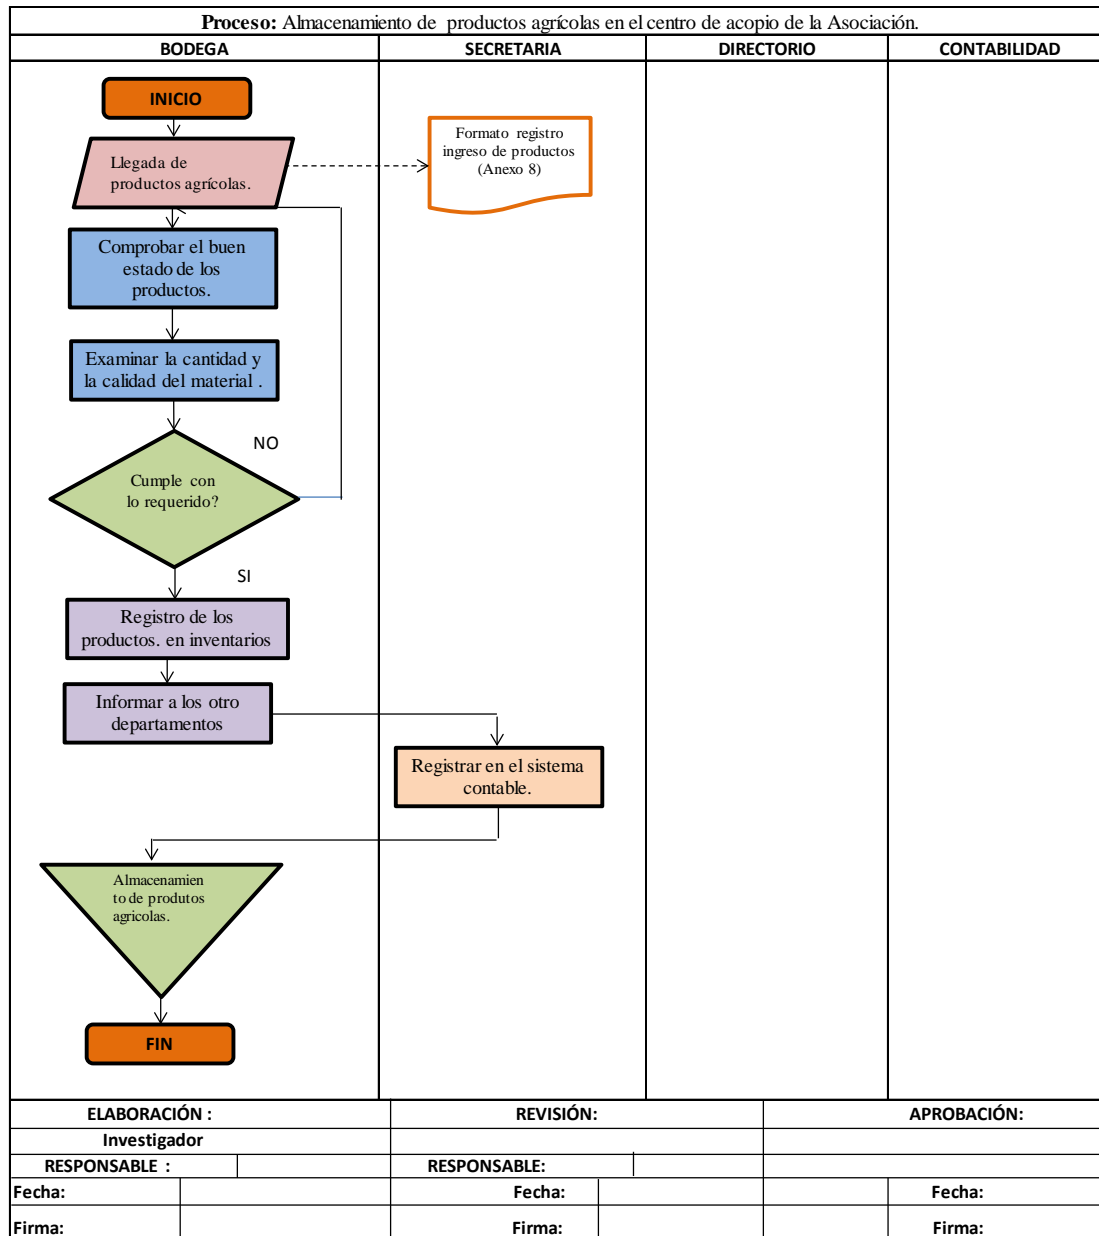 Proceso: Almacenamiento de productos agrícolas en el centro de acopio de la Asociación.
BODEGA SECRETARIA DIRECTORIO CONTABILIDAD
INICIO
Llegada de
productos agrícolas.
Formato registro
ingreso de productos
(Anexo 8)
Comprobar el buen
estado de los
productos.
Examinar la cantidad y
la calidad del material .
NO
Cumple con
lo requerido?
SI
Registro de los
productos. en inventarios
Informar a los otro
departamentos
Registrar en el sistema
contable.
Almacenamien
to de produtos
agricolas.
FIN
ELABORACIÓN : REVISIÓN: APROBACIÓN:
Investigador
RESPONSABLE : RESPONSABLE:
Fecha: Fecha: Fecha:
Firma: Firma: Firma: